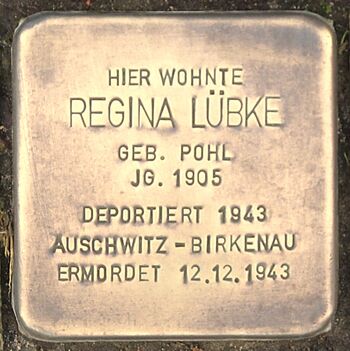 HIER WOHNTE
REGINA LÜBKE
GEB. POHL
JG. 1905
DEPORTIERT 1943
AUSCHWITZ-BIRKENAU
ERMORDET 12.12.1943